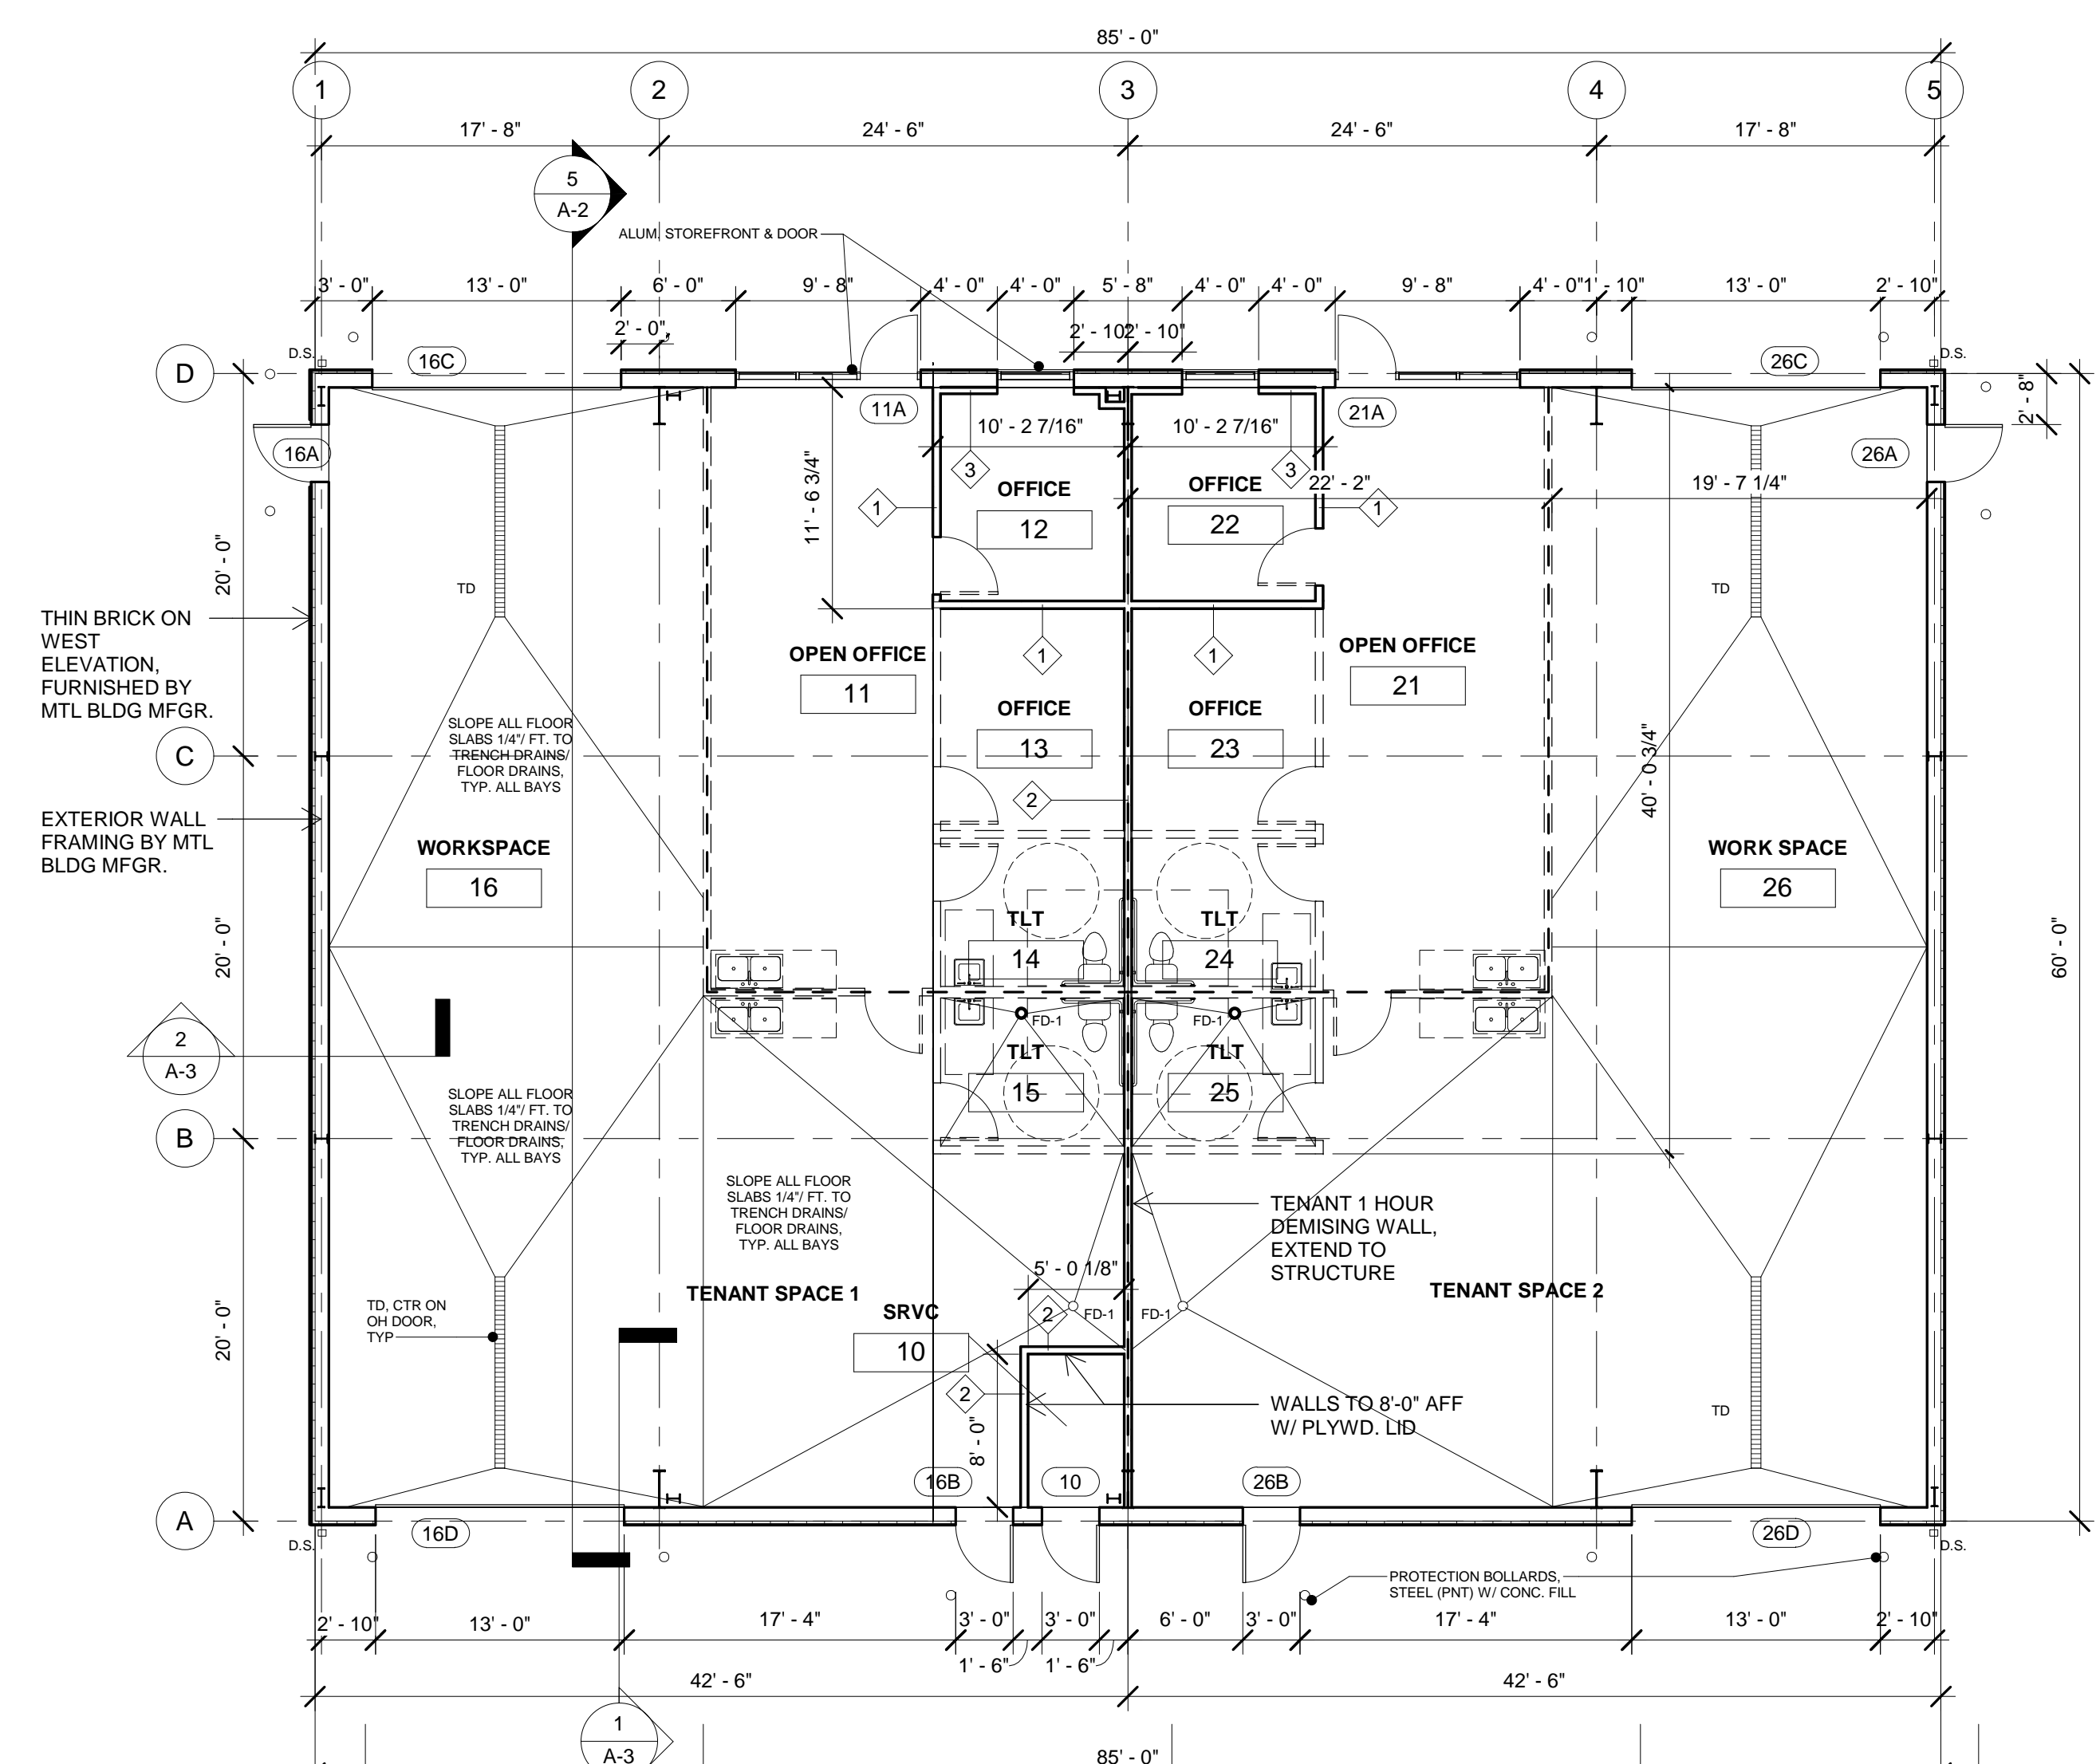 85' - 0"
1
2
3
4
5
17' - 8"
24' - 6"
24' - 6"
17' - 8"
5
A-2
ALUM. STOREFRONT & DOOR
3' - 0"
13' - 0"
6' - 0"
9' - 8"
4' - 0"
4' - 0"
5' - 8"
4' - 0"
4' - 0"
9' - 8"
4' - 0"
1' - 10"
13' - 0"
2' - 10"
2' - 0"
2' - 10"
2' - 10"
D.S.
D.S.
D
16C
26C
2' - 8"
11A
21A
10' - 2 7/16"
10' - 2 7/16"
16A
26A
3
3
OFFICE
12
OFFICE
22
22' - 2"
19' - 7 1/4"
1
1
11' - 6 3/4"
20' - 0"
TD
TD
THIN BRICK ON
WEST
ELEVATION,
FURNISHED BY
MTL BLDG MFGR.
OPEN OFFICE
11
1
1
OPEN OFFICE
21
OFFICE
13
OFFICE
23
SLOPE ALL FLOOR
SLABS 1/4"/ FT. TO
TRENCH DRAINS/
FLOOR DRAINS,
TYP. ALL BAYS
C
40' - 0 3/4"
2
EXTERIOR WALL
FRAMING BY MTL
BLDG MFGR.
WORKSPACE
16
WORK SPACE
26
TLT
14
TLT
24
20' - 0"
60' - 0"
FD-1
FD-1
2
A-3
TLT
15
TLT
25
SLOPE ALL FLOOR
SLABS 1/4"/ FT. TO
TRENCH DRAINS/
FLOOR DRAINS,
TYP. ALL BAYS
B
SLOPE ALL FLOOR
SLABS 1/4"/ FT. TO
TRENCH DRAINS/
FLOOR DRAINS,
TYP. ALL BAYS
TENANT 1 HOUR
DEMISING WALL,
EXTEND TO
STRUCTURE
5' - 0 1/8"
TENANT SPACE 1
TENANT SPACE 2
20' - 0"
TD, CTR ON
OH DOOR,
TYP
SRVC
10
2
FD-1
FD-1
2
WALLS TO 8'-0" AFF
W/ PLYWD. LID
TD
8' - 0"
16B
10
26B
A
16D
26D
D.S.
D.S.
PROTECTION BOLLARDS,
STEEL (PNT) W/ CONC. FILL
2' - 10"
13' - 0"
17' - 4"
3' - 0"
3' - 0"
6' - 0"
3' - 0"
17' - 4"
13' - 0"
2' - 10"
1' - 6"
1' - 6"
42' - 6"
42' - 6"
1
A-3
85' - 0"